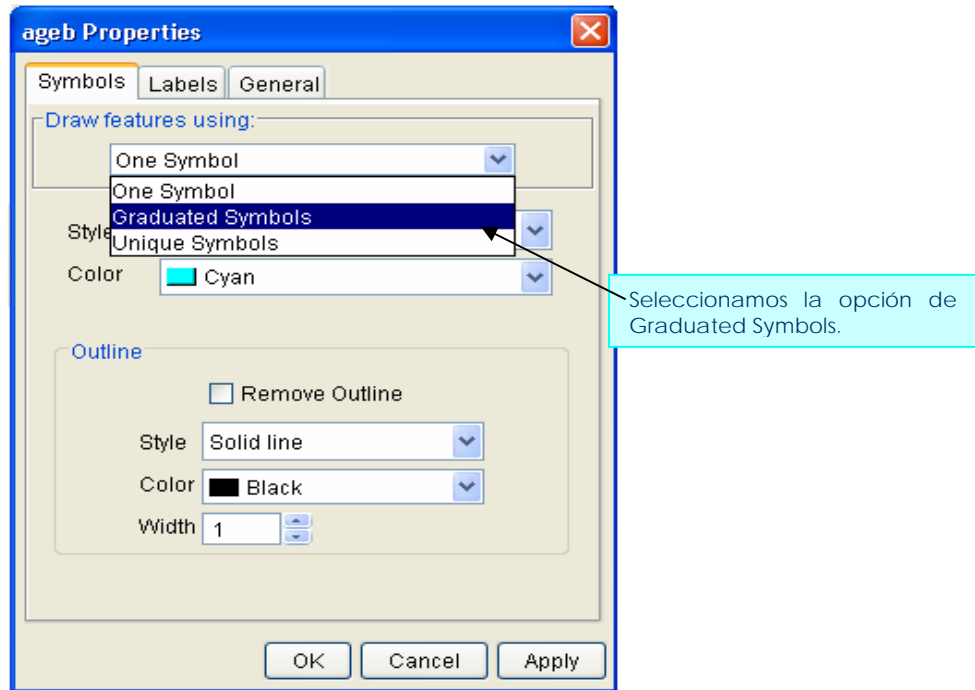 ageb Properties
Symbols Labels General
Draw features using:
One Symbol
One Symbol
Graduated Symbols
Unique Symbols
Style
Color Cyan
Seleccionamos la opción de
Graduated Symbols.
Outline
Remove Outline
Style Solid line
Color Black
Width 1
OK Cancel Apply